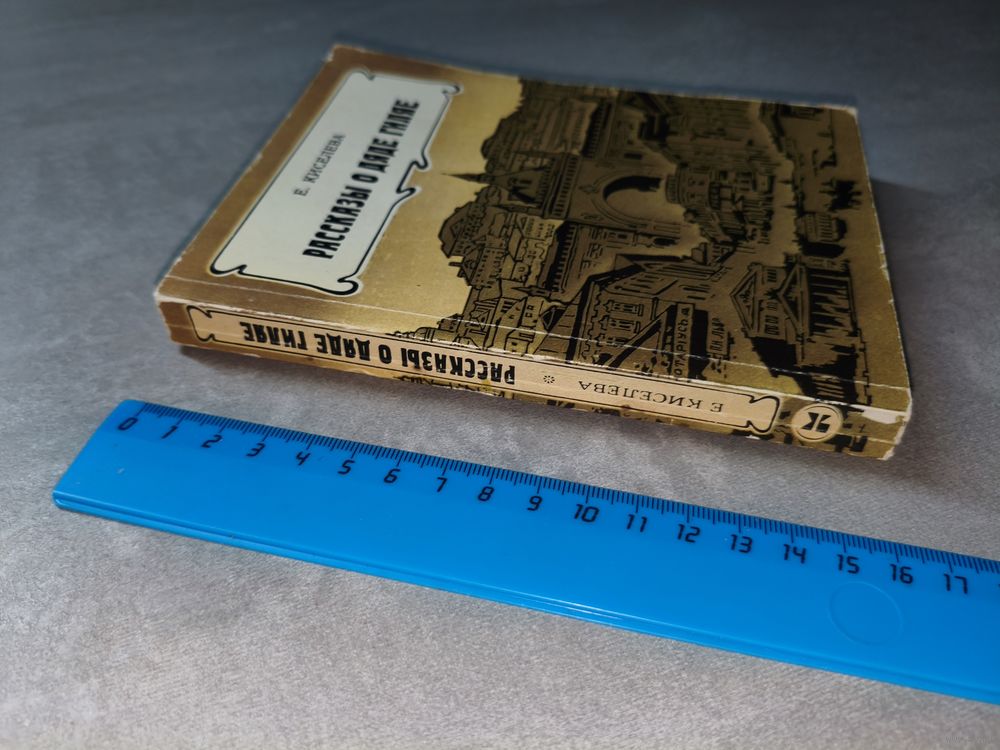 Е. КИСЕЛЕВА
РАССКАЗЫ О ДЯДЕ ГИЛЯЕ
Е КИСЕЛЕВА * РАССКАЗЫ О ДЯДЕ ГИЛЯЕ
0 1 2 3 4 5 6 7 8 9 10 11 12 13 14 15 16 17